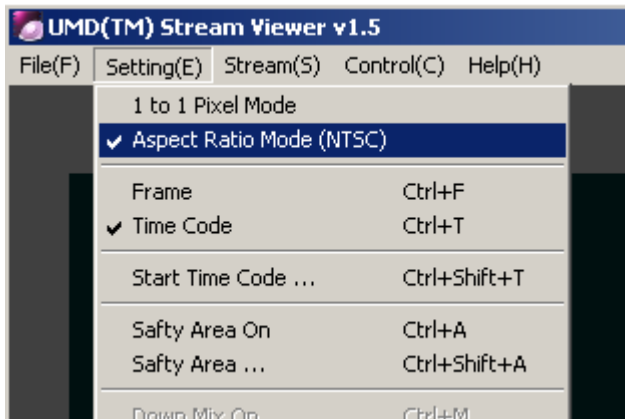 UMD(TM) Stream Viewer v1.5
File(F) Setting(E) Stream(S) Control(C) Help(H)
1 to 1 Pixel Mode
Aspect Ratio Mode (NTSC)
Frame Ctrl+F
Time Code Ctrl+T
Start Time Code ... Ctrl+Shift+T
Safty Area On Ctrl+A
Safty Area ... Ctrl+Shift+A
Down Mix On Ctrl+M